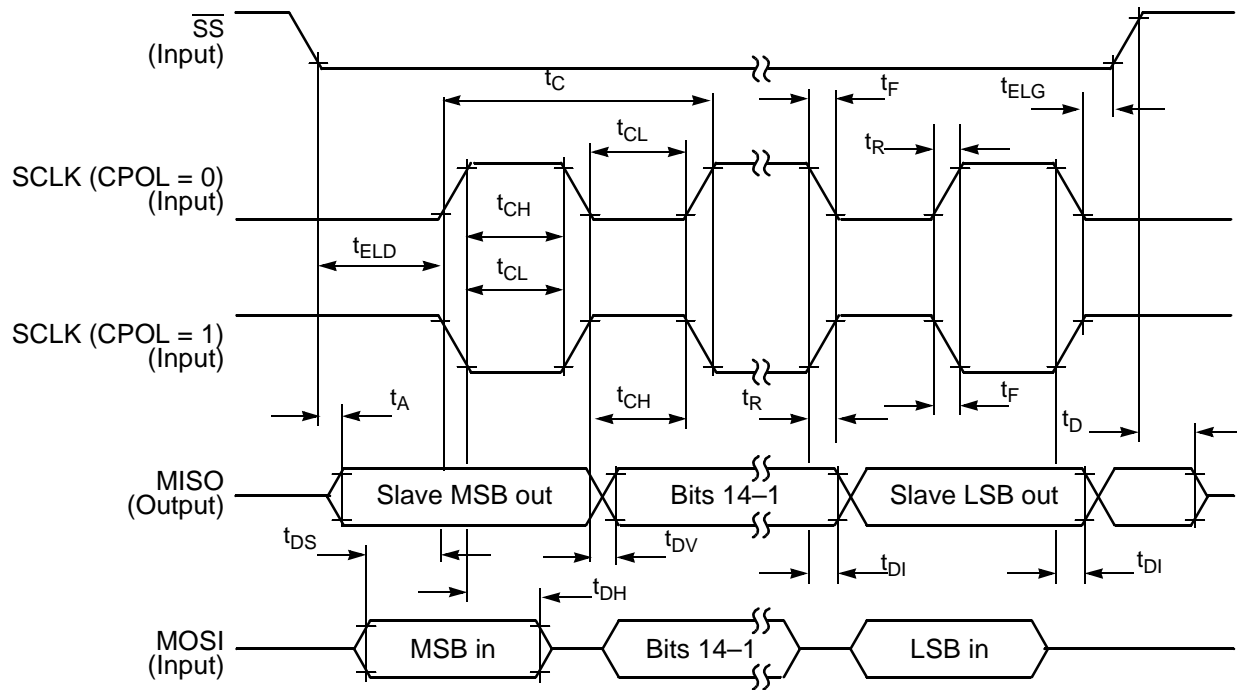 SS
(Input)
tC
tF
tELG
tCL
tR
SCLK (CPOL = 0)
(Input)
tCH
tELD
tCL
SCLK (CPOL = 1)
(Input)
tA
tCH
tR
tF
tD
MISO
(Output)
Slave MSB out
Bits 14–1
Slave LSB out
tDS
tDV
tDI
tDI
tDH
MOSI
(Input)
MSB in
Bits 14–1
LSB in